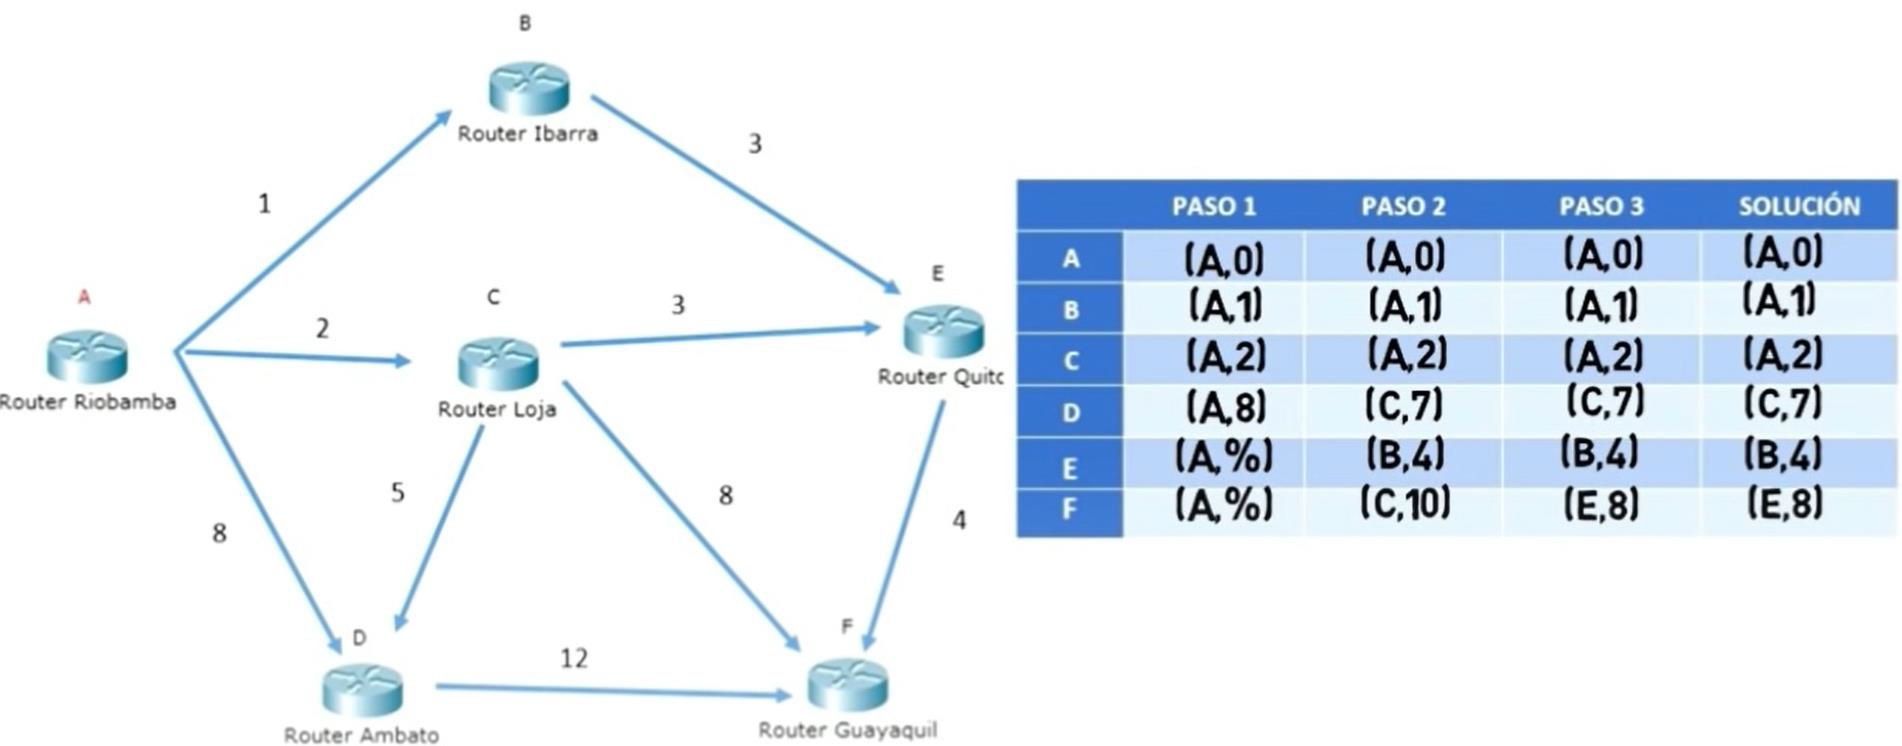 B
Router Ibarra
3
1
E
A
C
3
2
Router Quitc
Router Riobamba
Router Loja
5
8
4
8
D
F
12
Router Guayaquil
Router Ambato
PASO 1 PASO 2 PASO 3 SOLUCIÓN
A (A,0) (A,0) (A,0) (A,0)
B (A,1) (A,1) (A,1) (A,1)
C (A,2) (A,2) (A,2) (A,2)
D (A,8) (C,7) (C,7) (C,7)
E (A,%) (B,4) (B,4) (B,4)
F (A,%) (C,10) (E,8) (E,8)